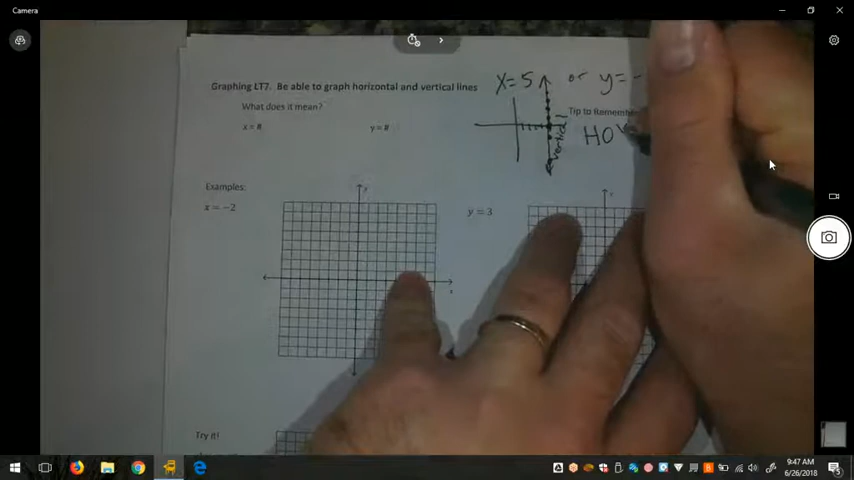 Camera
Graphing LT7. Be able to graph horizontal and vertical lines
x=5 or y=-
What does it mean?
Tip to Remember
x = #
y = #
vertical
HO
Examples:
x = -2
y
y = 3
x
Try it!
9:47 AM
6/26/2018